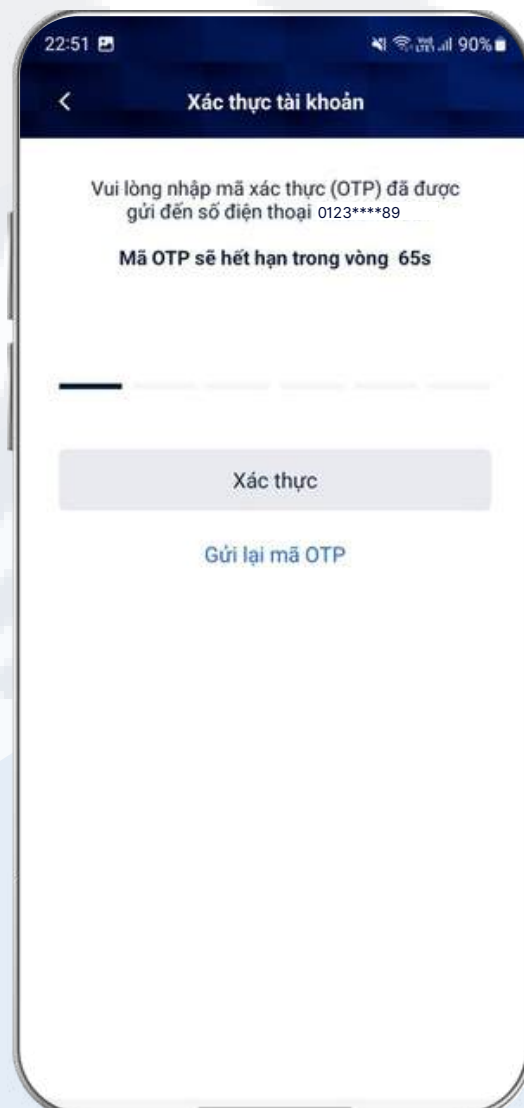 22:51 90%
Xác thực tài khoản
Vui lòng nhập mã xác thực (OTP) đã được
gửi đến số điện thoại 0123****89
Mã OTP sẽ hết hạn trong vòng 65s
Xác thực
Gửi lại mã OTP